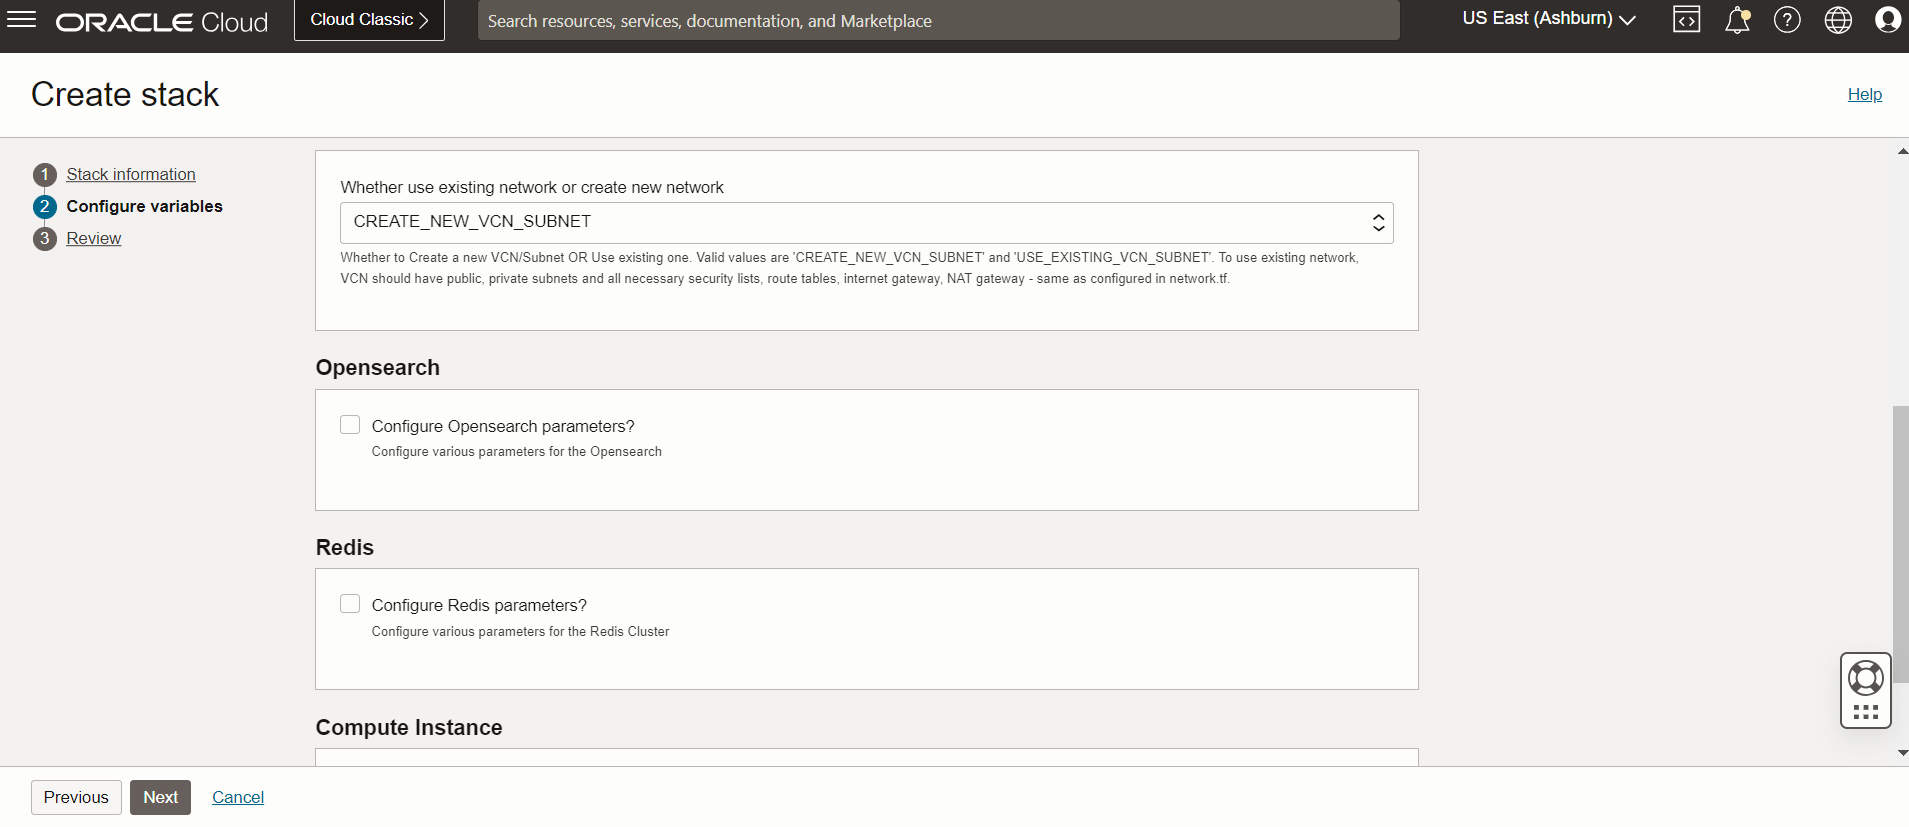 ORACLE Cloud
Cloud Classic
Search resources, services, documentation, and Marketplace
US East (Ashburn)
Create stack
Help
1 Stack information
2 Configure variables
3 Review
Whether use existing network or create new network
CREATE_NEW_VCN_SUBNET
Whether to Create a new VCN/Subnet OR Use existing one. Valid values are 'CREATE_NEW_VCN_SUBNET' and 'USE_EXISTING_VCN_SUBNET'. To use existing network,
VCN should have public, private subnets and all necessary security lists, route tables, internet gateway, NAT gateway - same as configured in network.tf.
Opensearch
Configure Opensearch parameters?
Configure various parameters for the Opensearch
Redis
Configure Redis parameters?
Configure various parameters for the Redis Cluster
Compute Instance
Previous
Next
Cancel